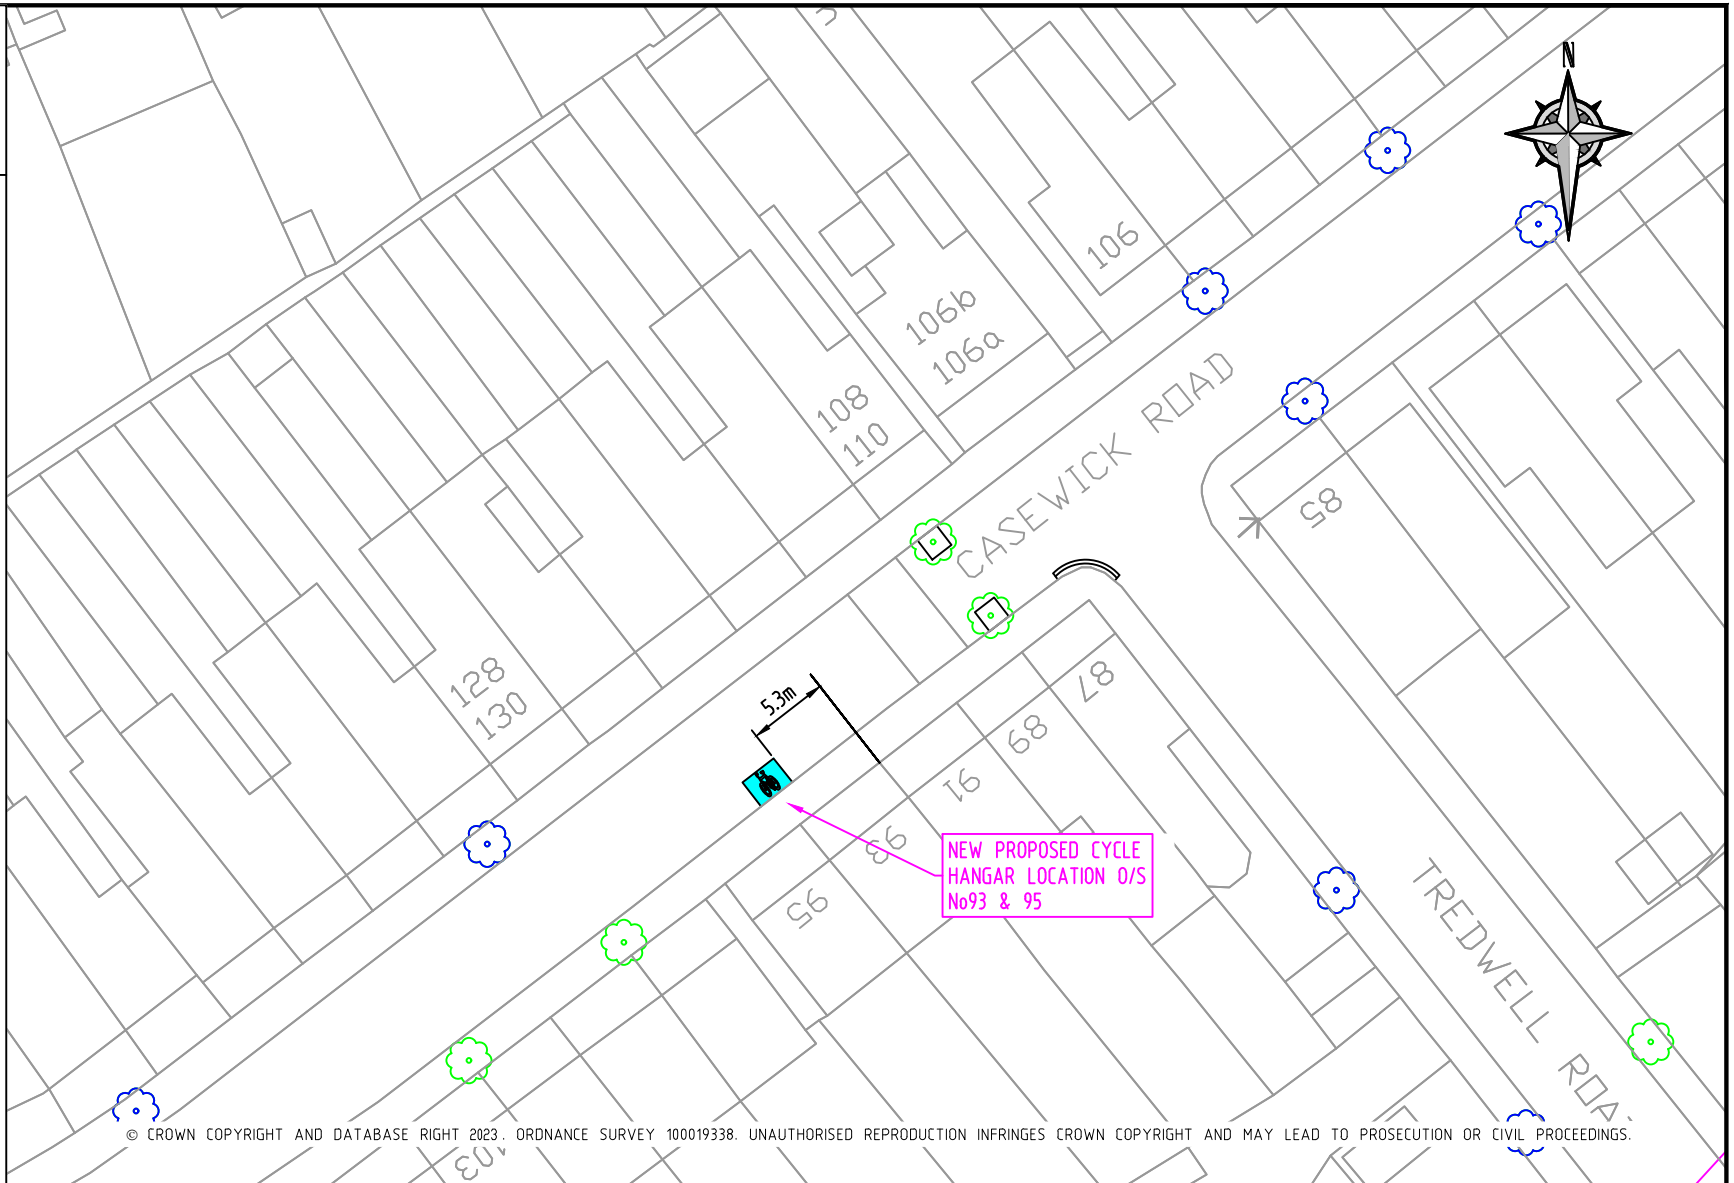 N
106
106b
106a
108
110
CASEWICK ROAD
85
128
130
5.3m
87
89
91
93
95
NEW PROPOSED CYCLE
HANGAR LOCATION O/S
No93 & 95
TREDWELL ROA
© CROWN COPYRIGHT AND DATABASE RIGHT 2023. ORDNANCE SURVEY 100019338. UNAUTHORISED REPRODUCTION INFRINGES CROWN COPYRIGHT AND MAY LEAD TO PROSECUTION OR CIVIL PROCEEDINGS.
103